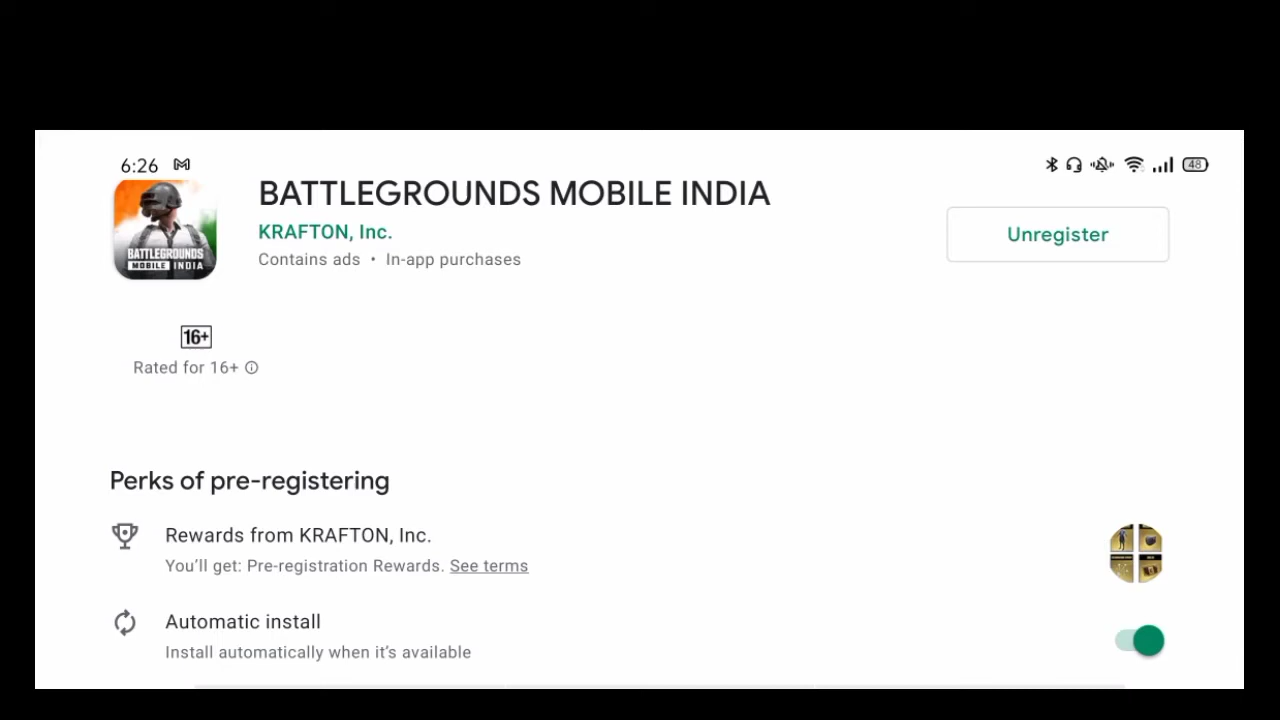 6:26
48
BATTLEGROUNDS MOBILE INDIA
KRAFTON, Inc.
Contains ads • In-app purchases
Unregister
BATTLEGROUNDS
MOBILE INDIA
16+
Rated for 16+
Perks of pre-registering
Rewards from KRAFTON, Inc.
You'll get: Pre-registration Rewards. See terms
Automatic install
Install automatically when it's available